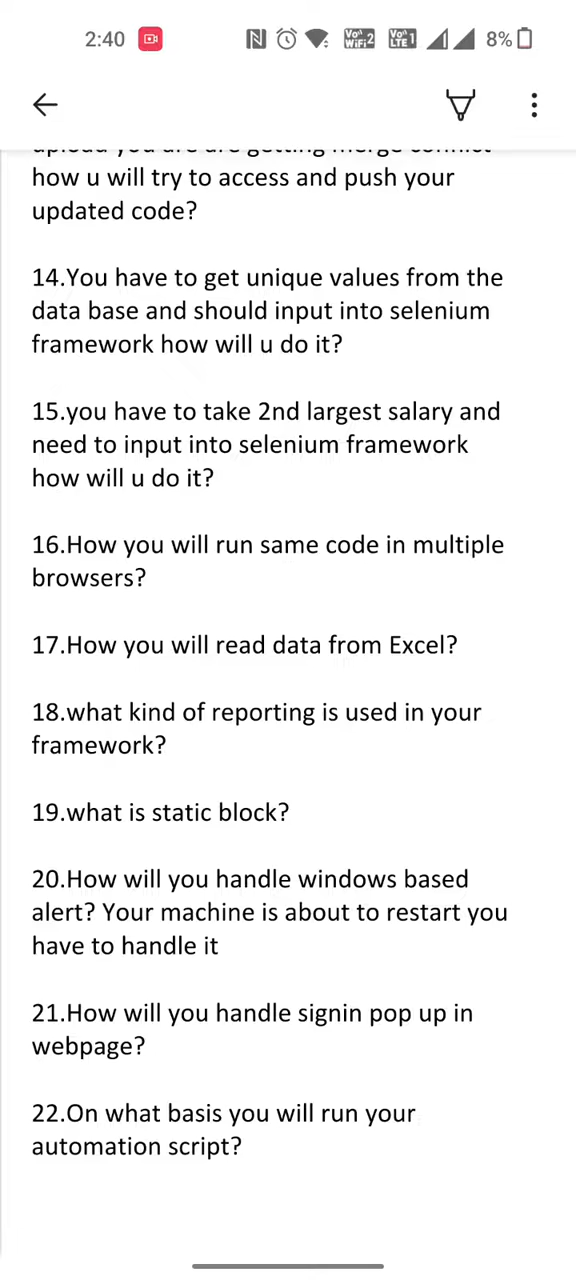 2:40
Vo" WiFi 2
Vo" LTE 1
8%
how u will try to access and push your
updated code?
14.You have to get unique values from the
data base and should input into selenium
framework how will u do it?
15.you have to take 2nd largest salary and
need to input into selenium framework
how will u do it?
16.How you will run same code in multiple
browsers?
17.How you will read data from Excel?
18.what kind of reporting is used in your
framework?
19.what is static block?
20.How will you handle windows based
alert? Your machine is about to restart you
have to handle it
21.How will you handle signin pop up in
webpage?
22.On what basis you will run your
automation script?